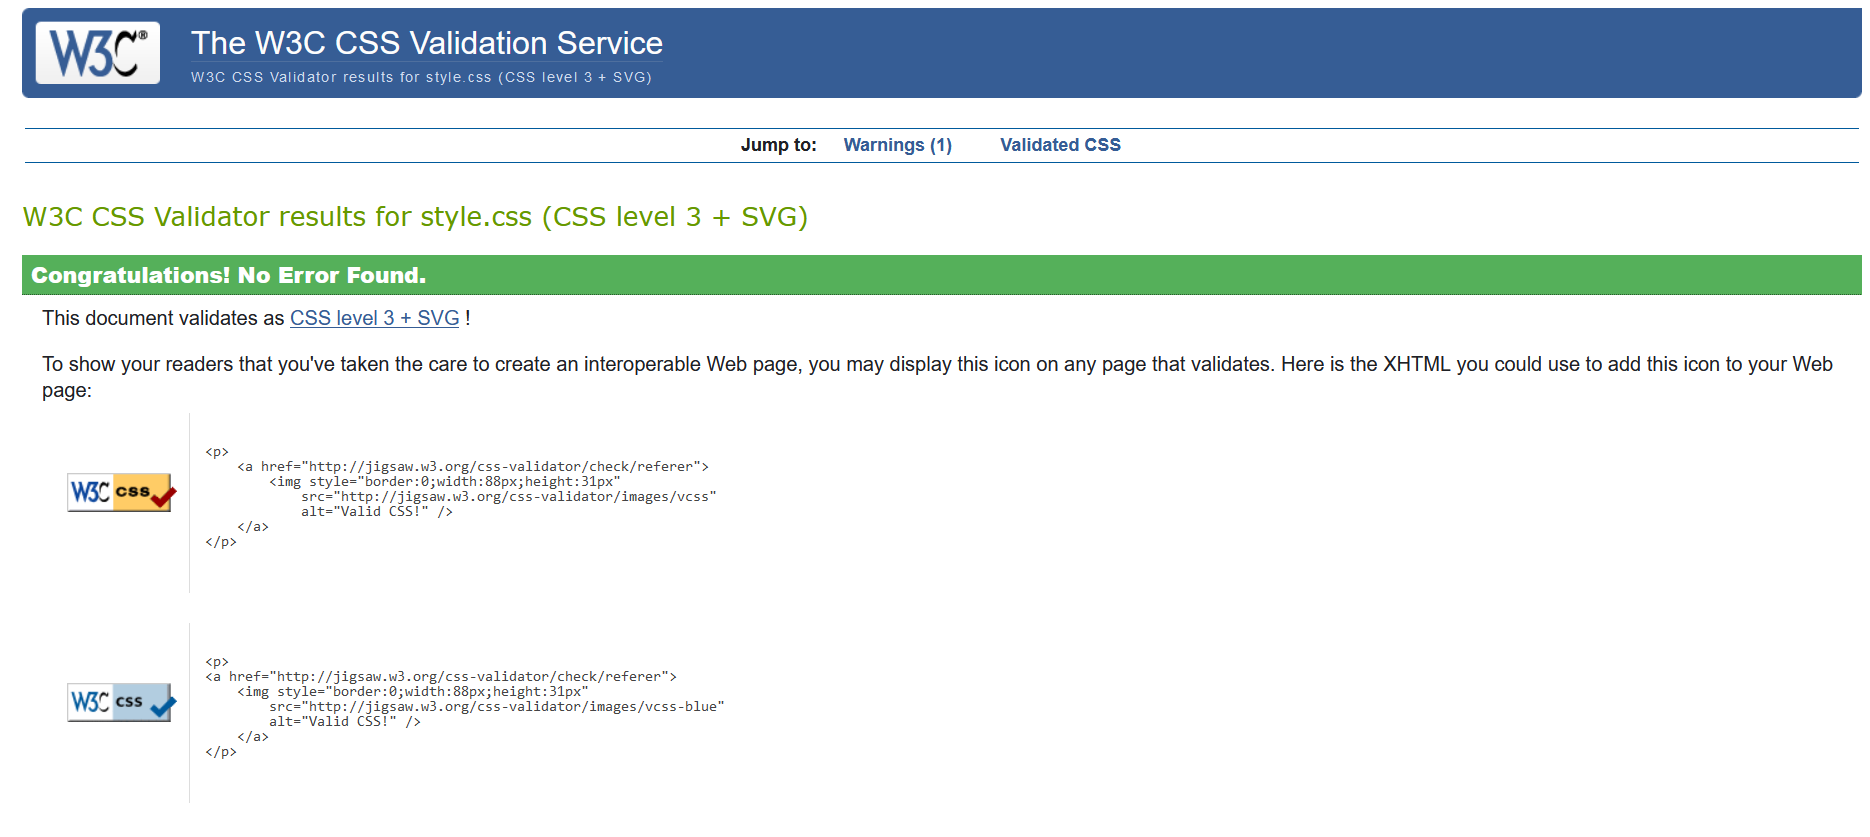 W3C®
The W3C CSS Validation Service
W3C CSS Validator results for style.css (CSS level 3 + SVG)
Jump to: Warnings (1) Validated CSS
W3C CSS Validator results for style.css (CSS level 3 + SVG)
Congratulations! No Error Found.
This document validates as CSS level 3 + SVG !
To show your readers that you've taken the care to create an interoperable Web page, you may display this icon on any page that validates. Here is the XHTML you could use to add this icon to your Web
page:
W3C css
<p>
    <a href="http://jigsaw.w3.org/css-validator/check/referer">
        <img style="border:0;width:88px;height:31px"
            src="http://jigsaw.w3.org/css-validator/images/vcss"
            alt="Valid CSS!" />
    </a>
</p>
W3C css
<p>
<a href="http://jigsaw.w3.org/css-validator/check/referer">
    <img style="border:0;width:88px;height:31px"
        src="http://jigsaw.w3.org/css-validator/images/vcss-blue"
        alt="Valid CSS!" />
    </a>
</p>